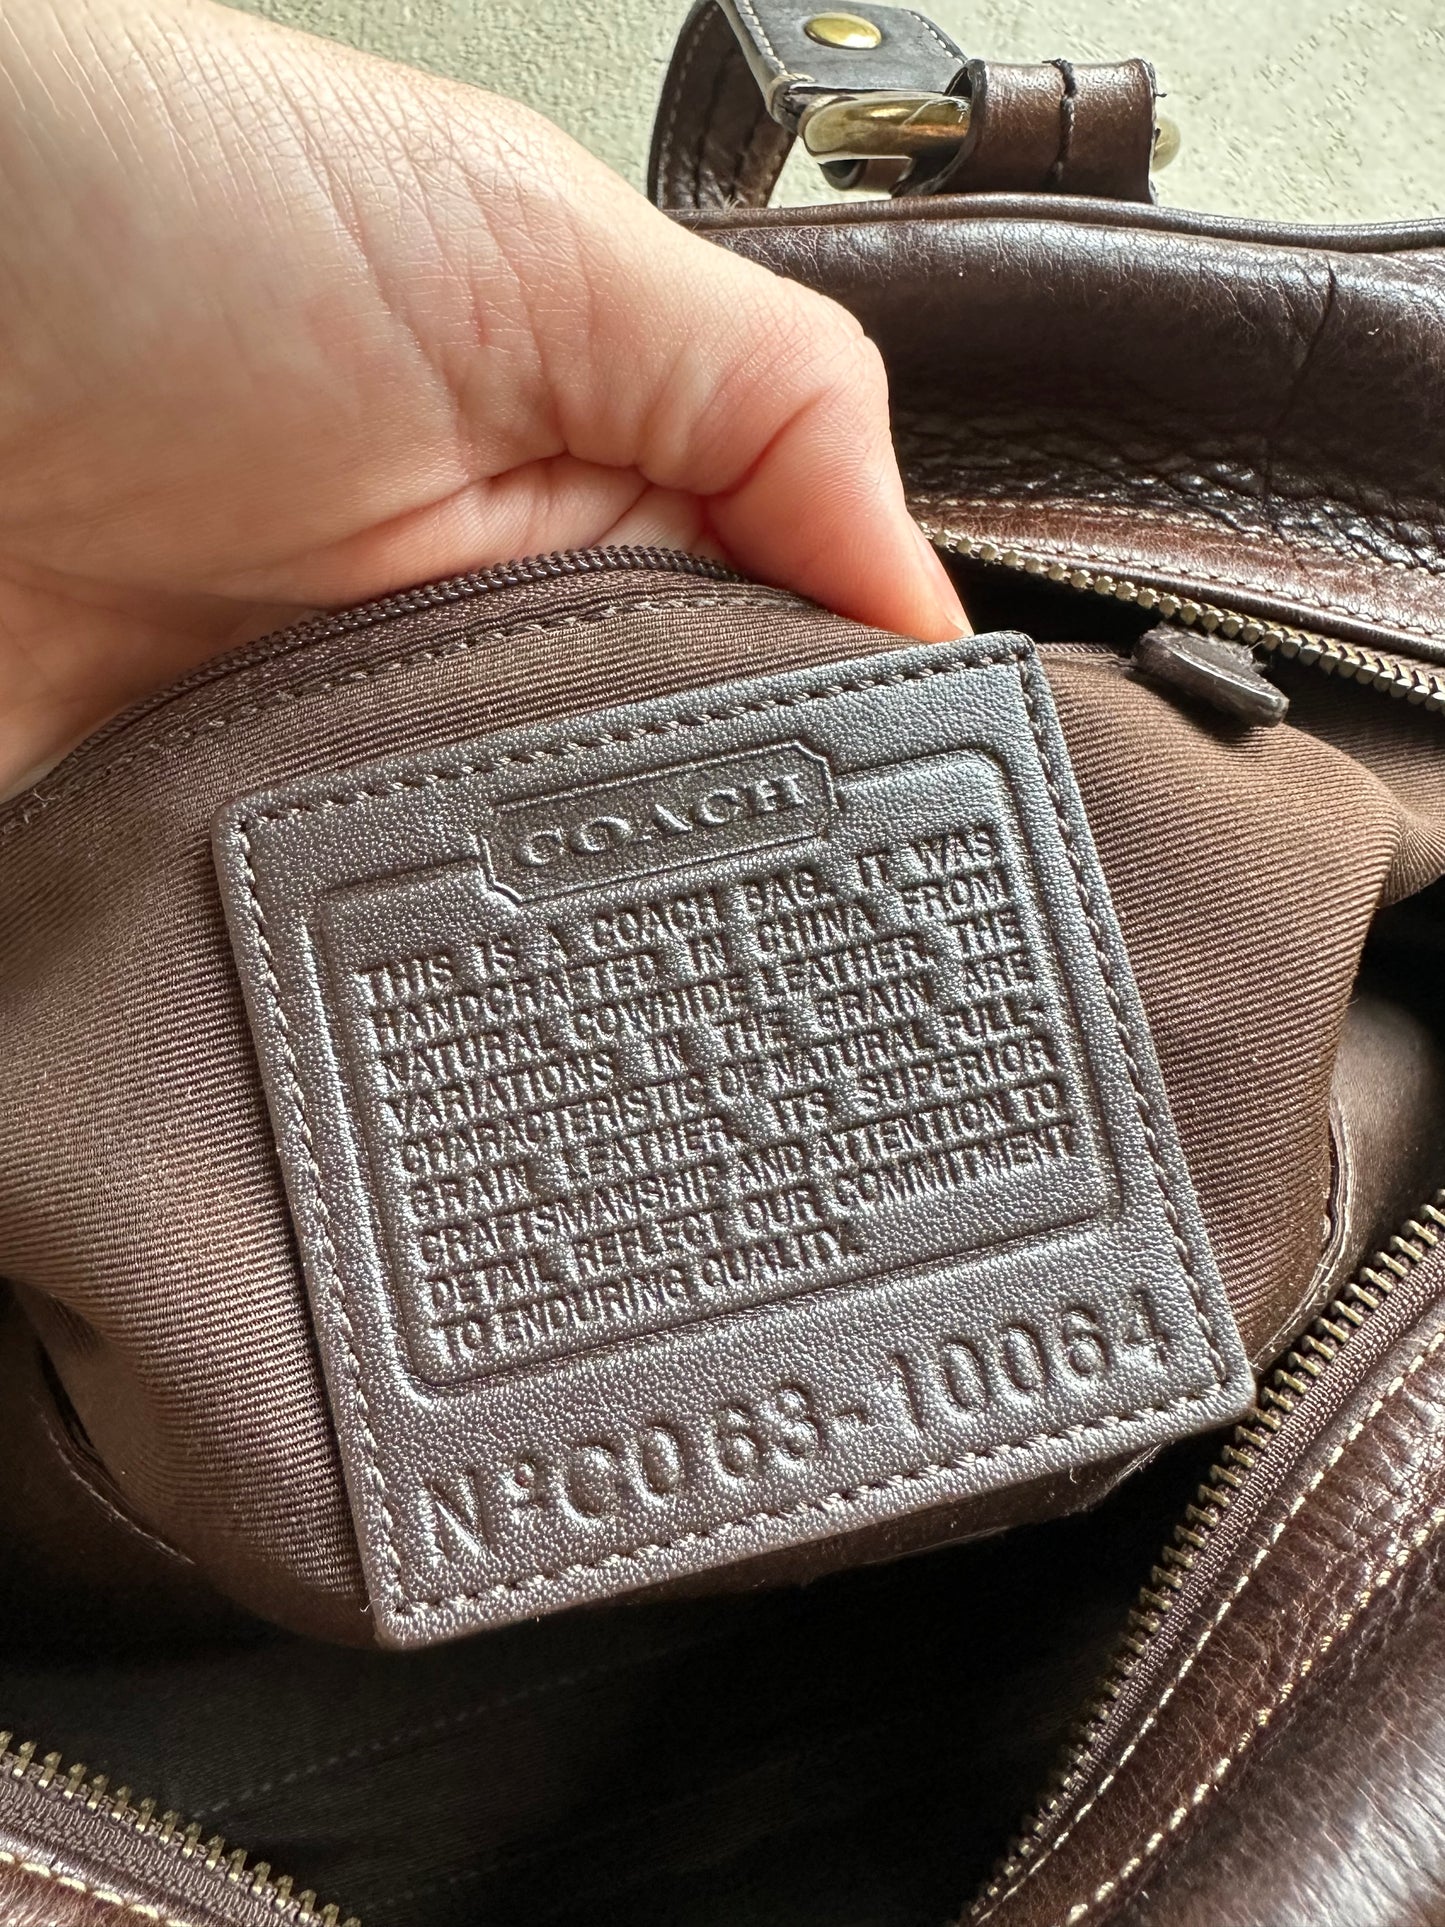 COACH
THIS IS A COACH BAG. IT WAS
HANDCRAFTED IN CHINA FROM
NATURAL COWHIDE LEATHER. THE
VARIATIONS IN THE GRAIN ARE
CHARACTERISTIC OF NATURAL FULL-
GRAIN LEATHER. ITS SUPERIOR
CRAFTSMANSHIP AND ATTENTION TO
DETAIL REFLECT OUR COMMITMENT
TO ENDURING QUALITY.
Nº C068-10064